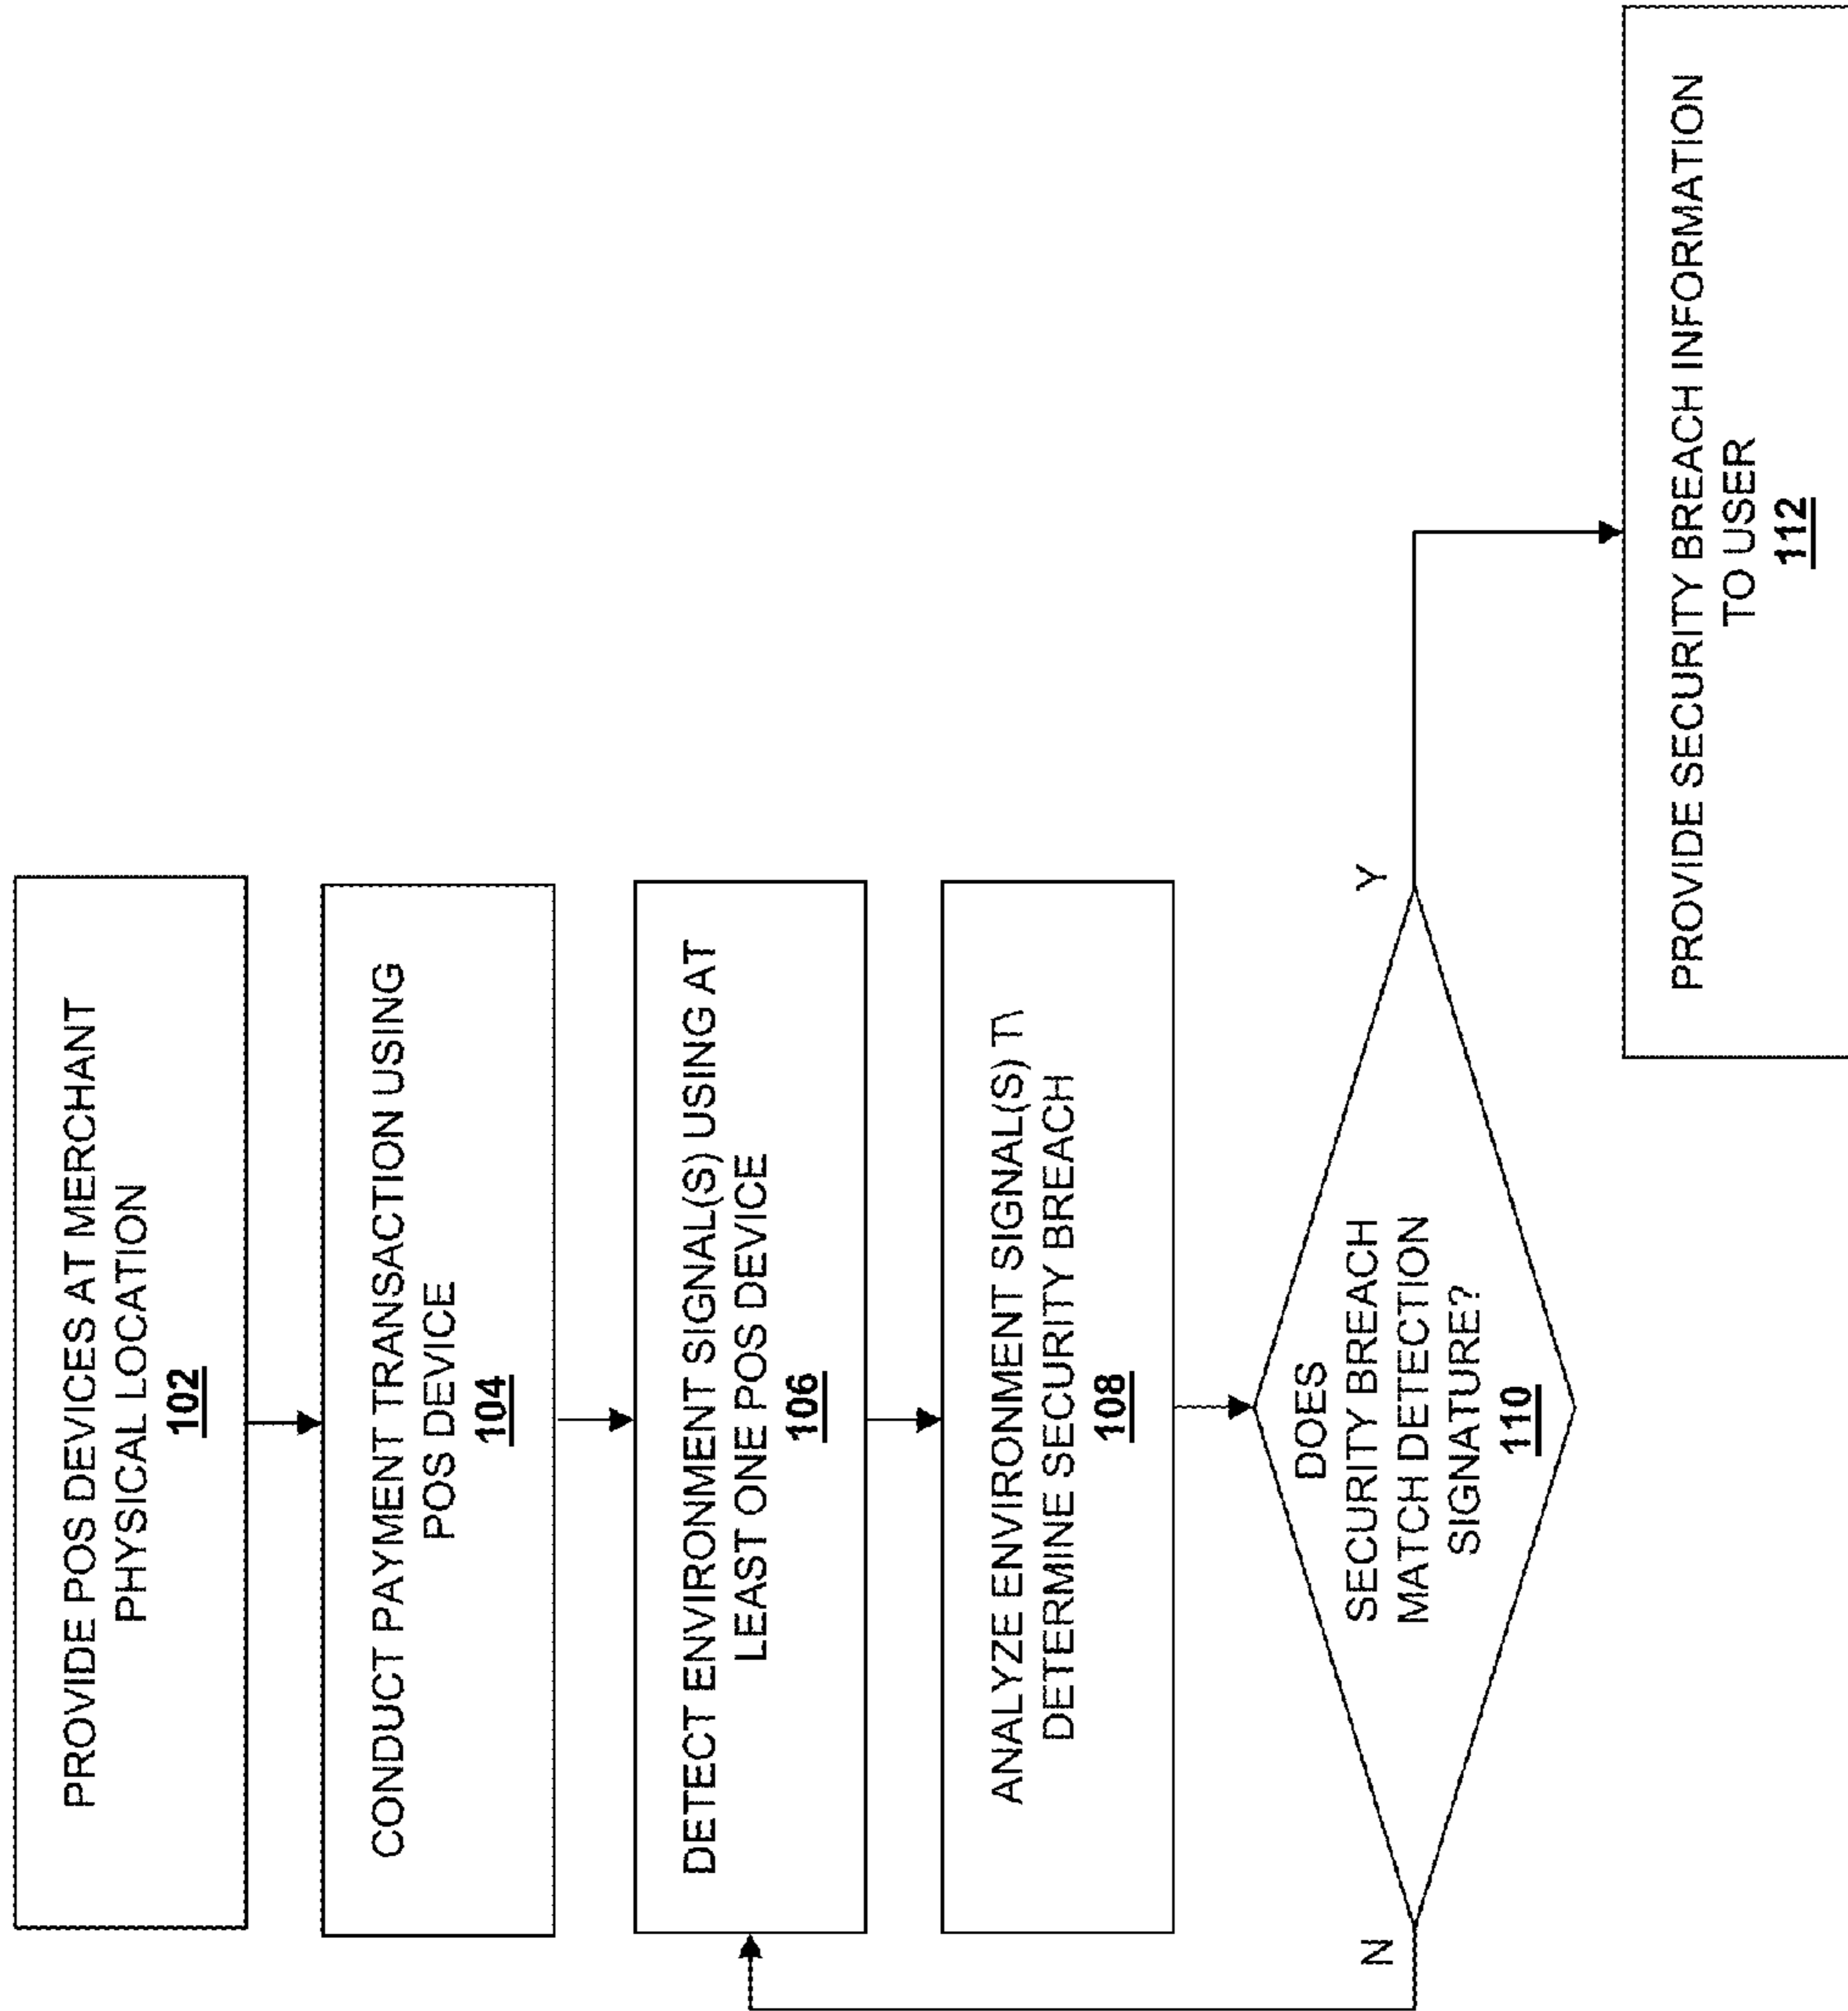 PROVIDE POS DEVICES AT MERCHANT
PHYSICAL LOCATION
102
CONDUCT PAYMENT TRANSACTION USING
POS DEVICE
104
DETECT ENVIRONMENT SIGNAL(S) USING AT
LEAST ONE POS DEVICE
106
ANALYZE ENVIRONMENT SIGNAL(S) T\
DETERMINE SECURITY BREACH
108
DOES
SECURITY BREACH
MATCH DETECTION
SIGNATURE?
110
N
Y
PROVIDE SECURITY BREACH INFORMATION
TO USER
112